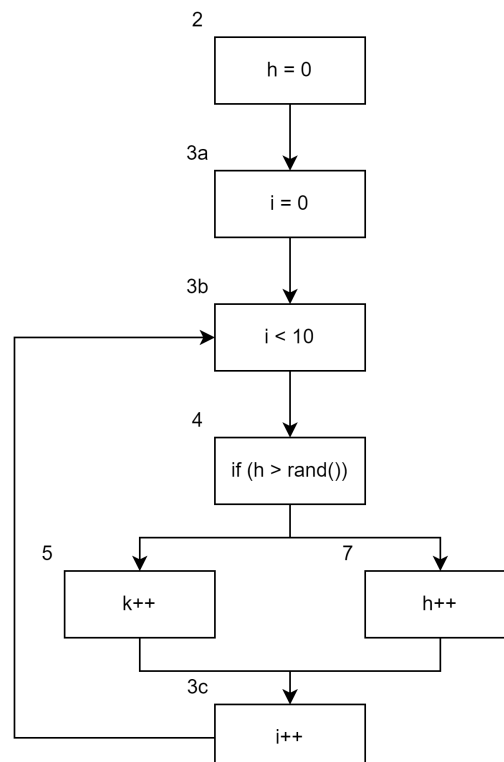 2
h = 0
3a
i = 0
3b
i < 10
4
if (h > rand())
5
k++
7
h++
3c
i++